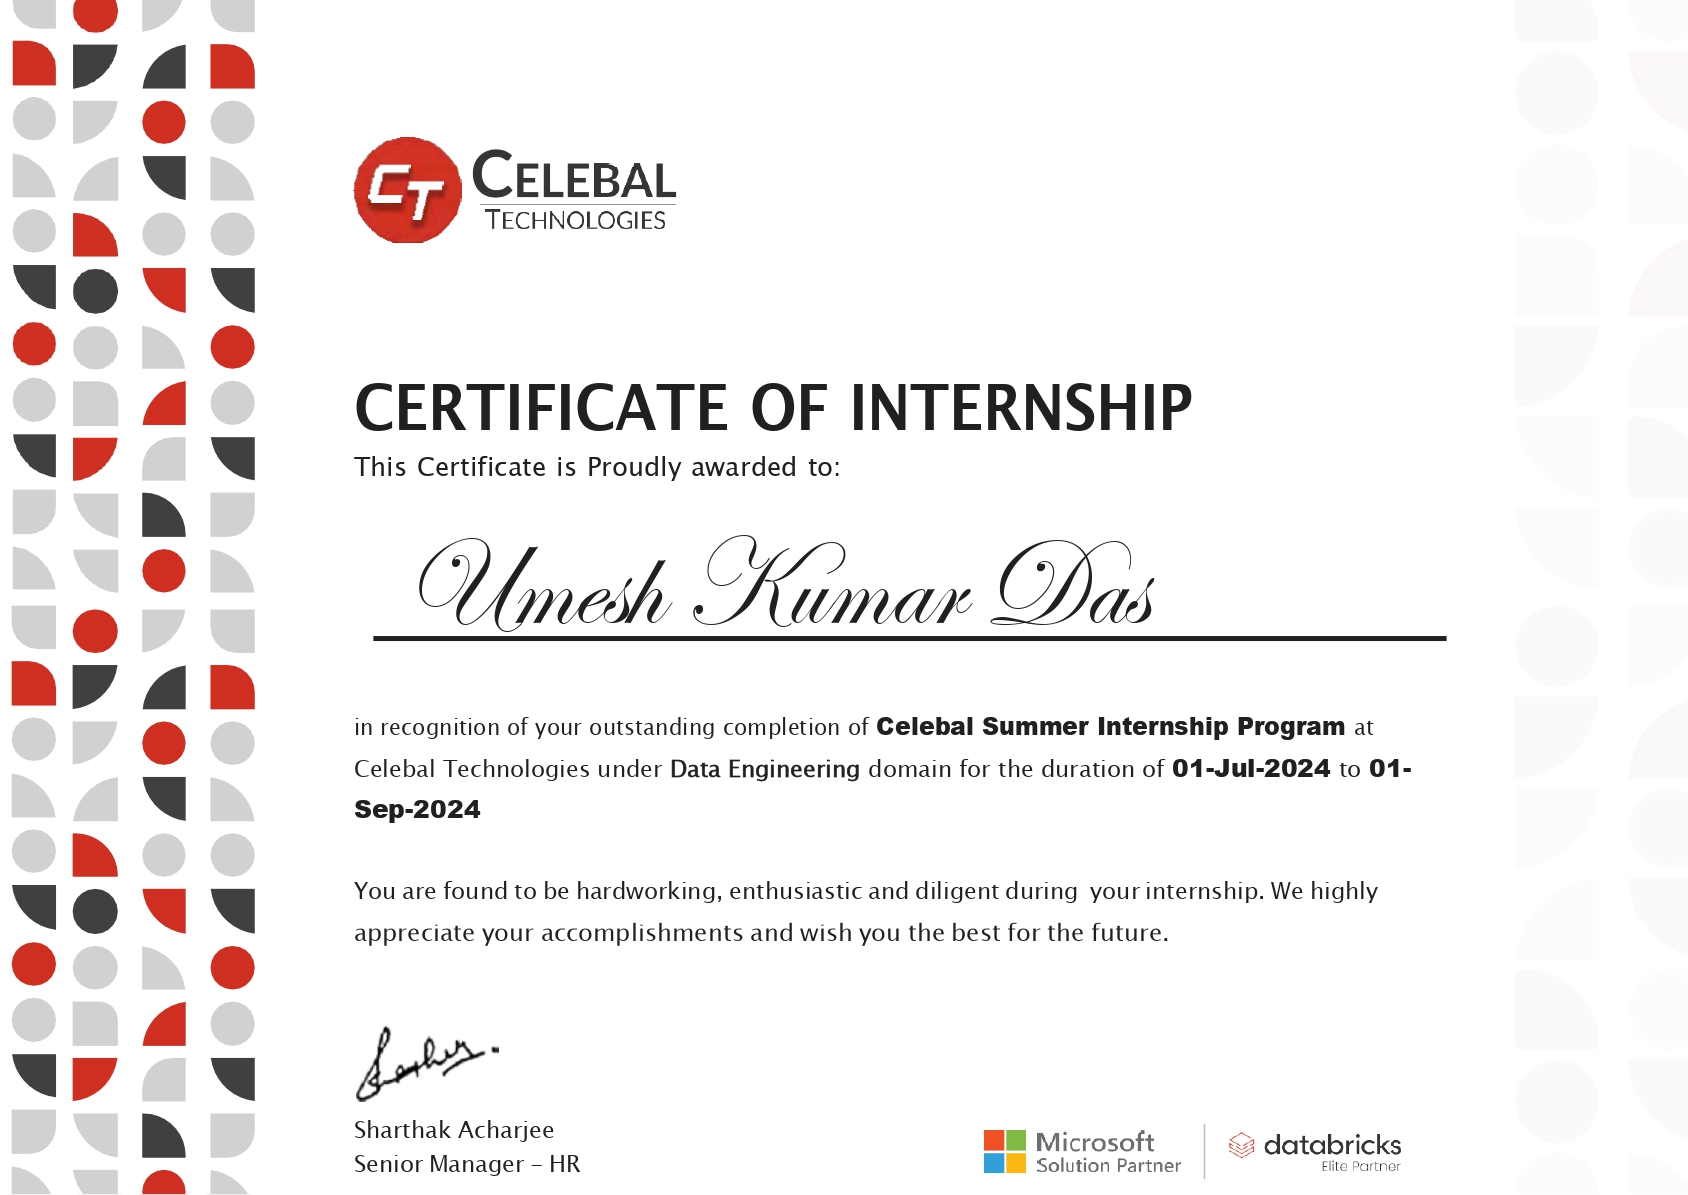 CT CELEBAL
TECHNOLOGIES
CERTIFICATE OF INTERNSHIP
This Certificate is Proudly awarded to:
Umesh Kumar Das
in recognition of your outstanding completion of Celebal Summer Internship Program at
Celebal Technologies under Data Engineering domain for the duration of 01-Jul-2024 to 01-
Sep-2024
You are found to be hardworking, enthusiastic and diligent during your internship. We highly
appreciate your accomplishments and wish you the best for the future.
Sharthak Acharjee
Senior Manager – HR
Microsoft
Solution Partner
databricks
Elite Partner